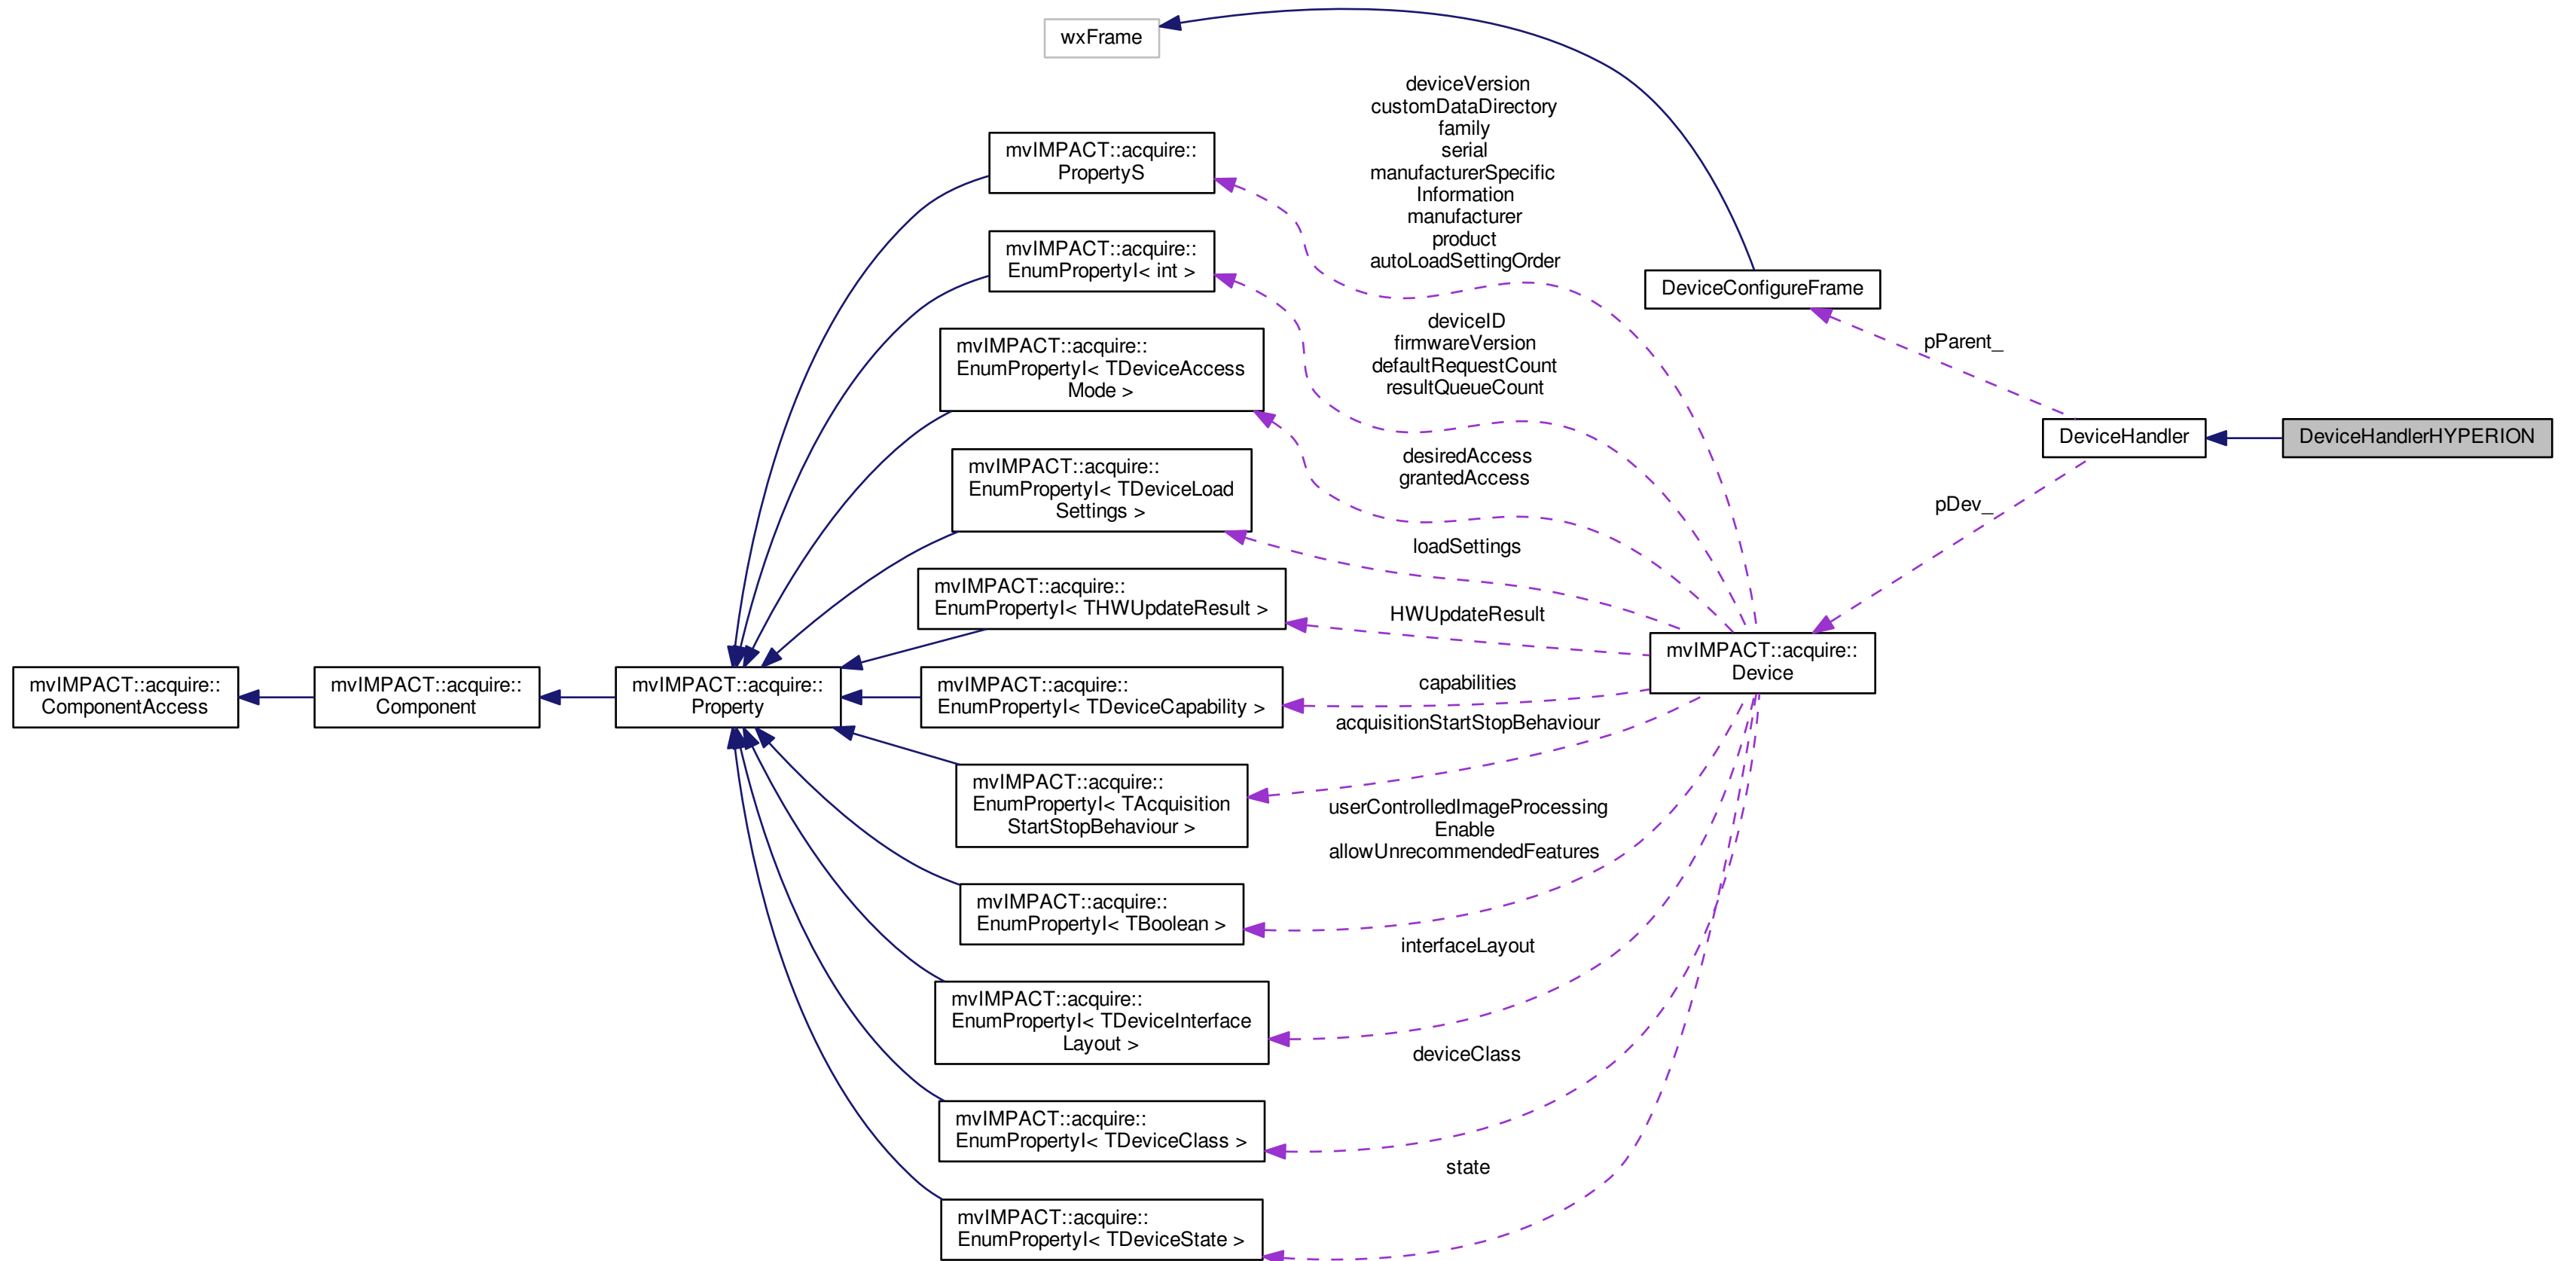 wxFrame
deviceVersion
customDataDirectory
family
serial
manufacturerSpecific
Information
manufacturer
product
autoLoadSettingOrder
mvIMPACT::acquire::
PropertyS
mvIMPACT::acquire::
EnumPropertyI< int >
DeviceConfigureFrame
deviceID
firmwareVersion
defaultRequestCount
resultQueueCount
pParent_
mvIMPACT::acquire::
EnumPropertyI< TDeviceAccess
Mode >
DeviceHandler
DeviceHandlerHYPERION
desiredAccess
grantedAccess
mvIMPACT::acquire::
EnumPropertyI< TDeviceLoad
Settings >
pDev_
loadSettings
mvIMPACT::acquire::
EnumPropertyI< THWUpdateResult >
HWUpdateResult
mvIMPACT::acquire::
Device
mvIMPACT::acquire::
ComponentAccess
mvIMPACT::acquire::
Component
mvIMPACT::acquire::
Property
mvIMPACT::acquire::
EnumPropertyI< TDeviceCapability >
capabilities
acquisitionStartStopBehaviour
mvIMPACT::acquire::
EnumPropertyI< TAcquisition
StartStopBehaviour >
userControlledImageProcessing
Enable
allowUnrecommendedFeatures
mvIMPACT::acquire::
EnumPropertyI< TBoolean >
interfaceLayout
mvIMPACT::acquire::
EnumPropertyI< TDeviceInterface
Layout >
deviceClass
mvIMPACT::acquire::
EnumPropertyI< TDeviceClass >
state
mvIMPACT::acquire::
EnumPropertyI< TDeviceState >